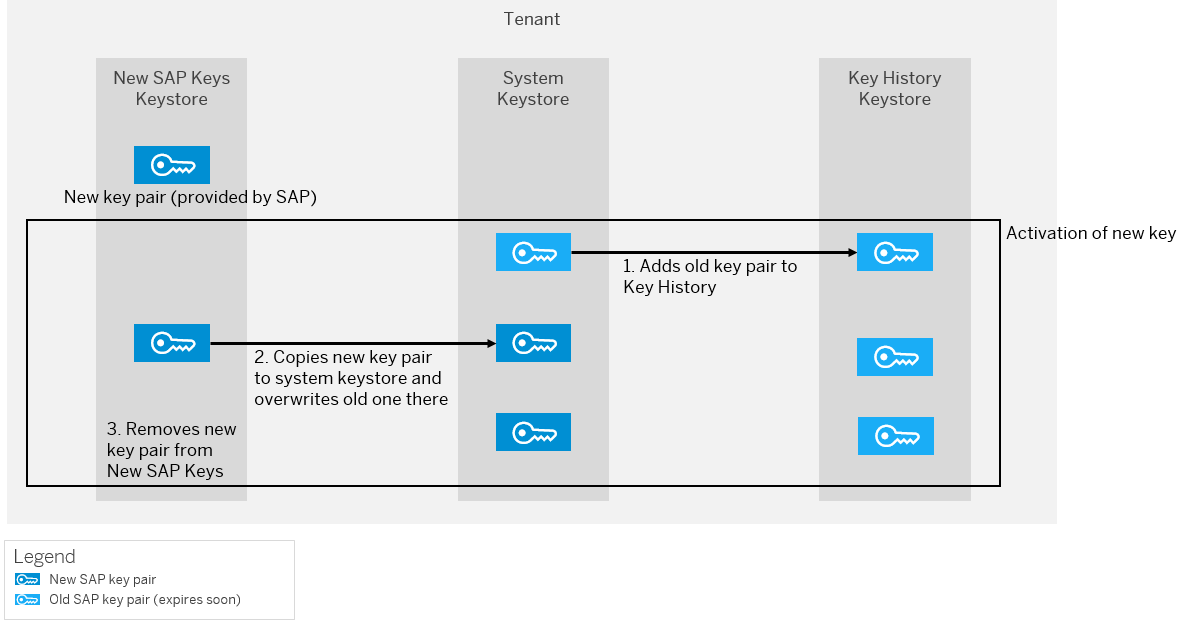 Tenant
New SAP Keys
Keystore
System
Keystore
Key History
Keystore
New key pair (provided by SAP)
Activation of new key
1. Adds old key pair to
Key History
2. Copies new key pair
to system keystore and
overwrites old one there
3. Removes new
key pair from
New SAP Keys
Legend
New SAP key pair
Old SAP key pair (expires soon)